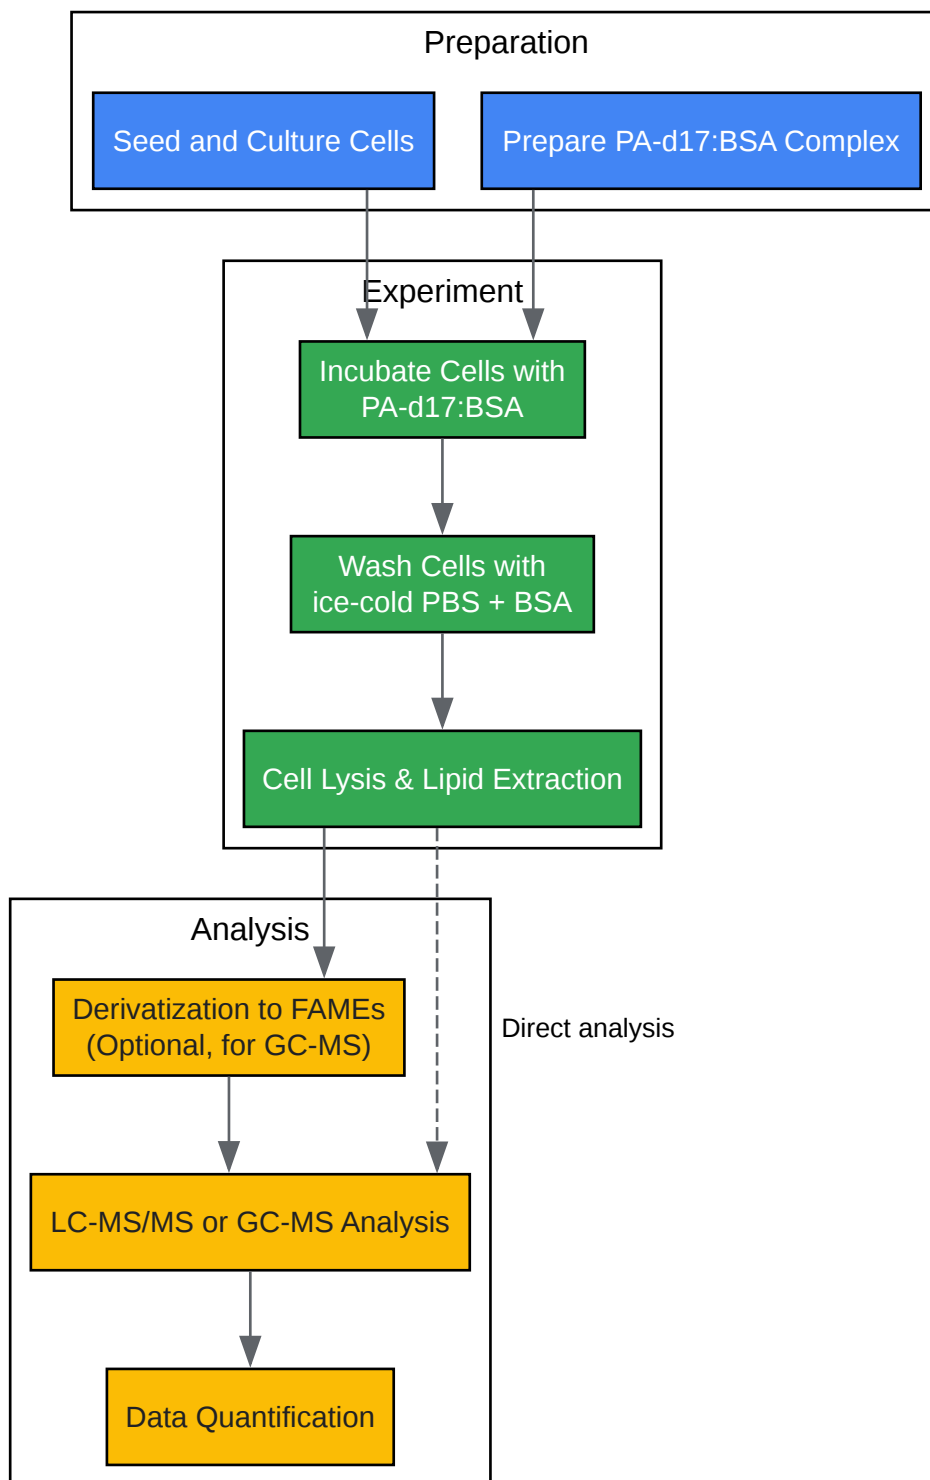 Preparation
Seed and Culture Cells
Prepare PA-d17:BSA Complex
Experiment
Incubate Cells with
PA-d17:BSA
Wash Cells with
ice-cold PBS + BSA
Cell Lysis & Lipid Extraction
Analysis
Derivatization to FAMEs
(Optional, for GC-MS)
Direct analysis
LC-MS/MS or GC-MS Analysis
Data Quantification